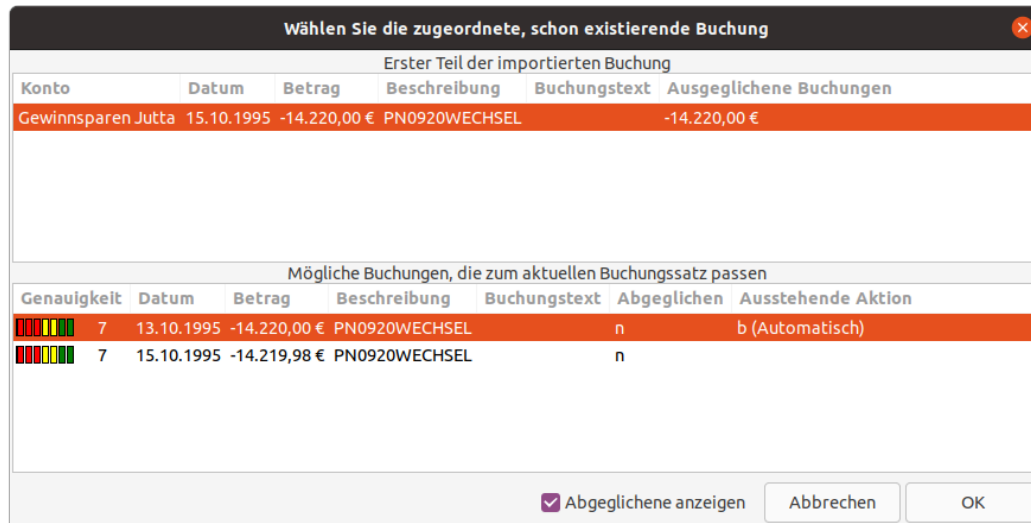 Wählen Sie die zugeordnete, schon existierende Buchung
Erster Teil der importierten Buchung
Konto Datum Betrag Beschreibung Buchungstext Ausgeglichene Buchungen
Gewinnsparen Jutta 15.10.1995 -14.220,00 € PN0920WECHSEL -14.220,00 €
Mögliche Buchungen, die zum aktuellen Buchungssatz passen
Genauigkeit Datum Betrag Beschreibung Buchungstext Abgeglichen Ausstehende Aktion
7 13.10.1995 -14.220,00 € PN0920WECHSEL n b (Automatisch)
7 15.10.1995 -14.219,98 € PN0920WECHSEL n
Abgeglichene anzeigen Abbrechen OK